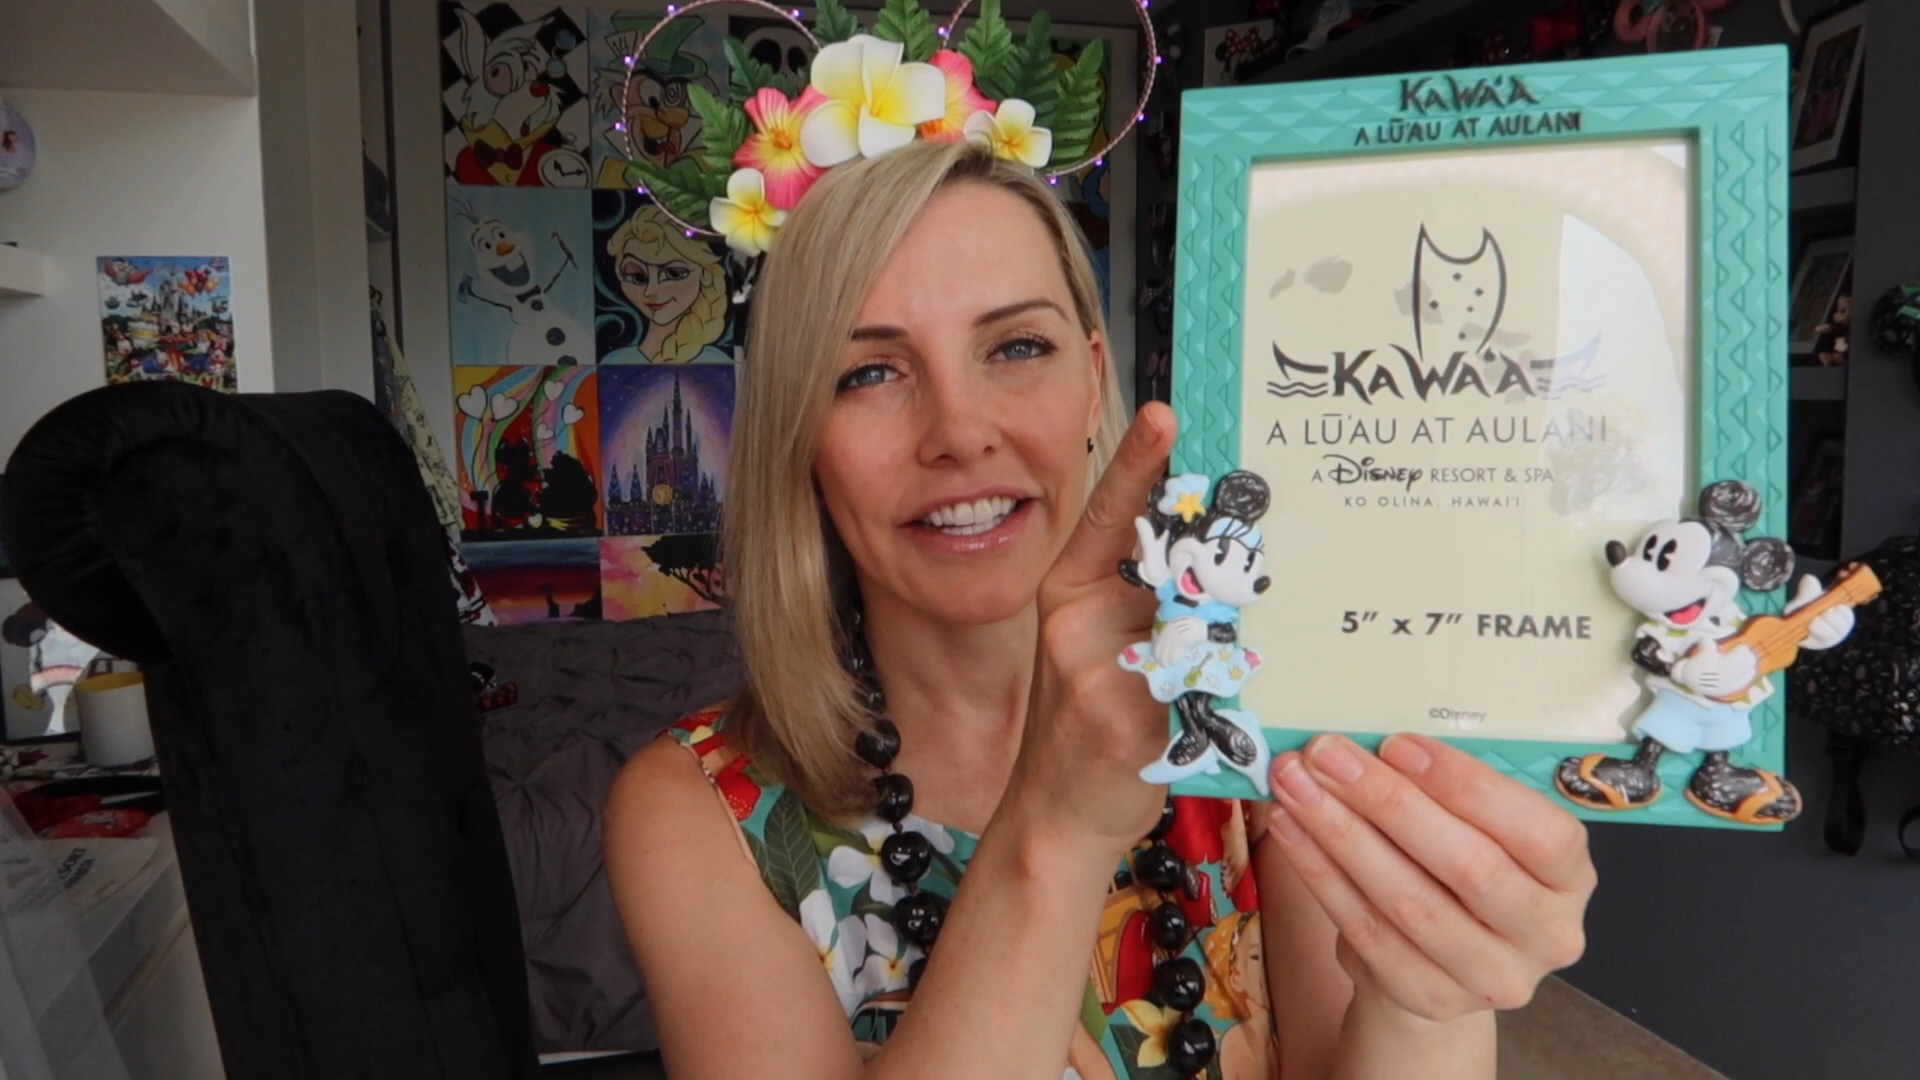 KA WA'A
A LŪ'AU AT AULANI
KA WA'A
A LŪ'AU AT AULANI
A Disney RESORT & SPA
KO OLINA, HAWAI'I
5” x 7” FRAME
©Disney